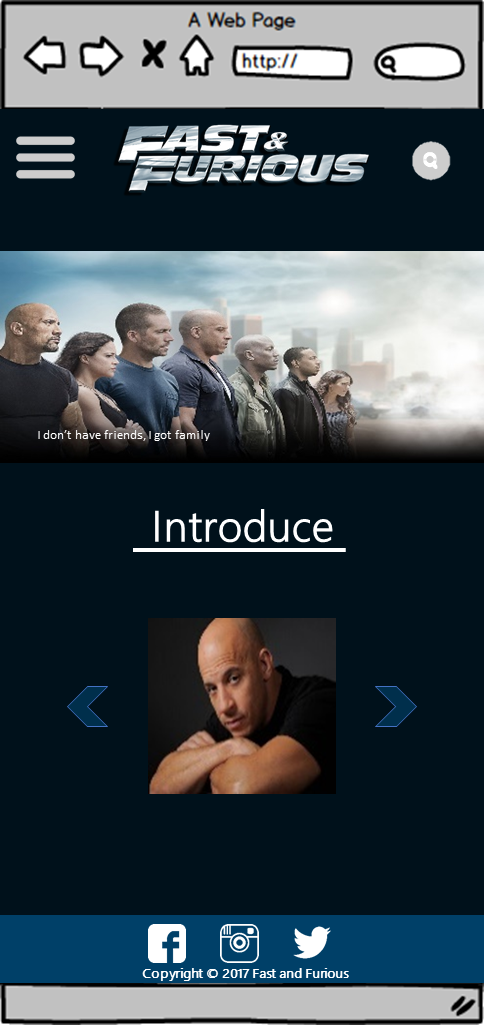 A Web Page
http://
FAST &
FURIOUS
I don't have friends, I got family
Introduce
Copyright © 2017 Fast and Furious